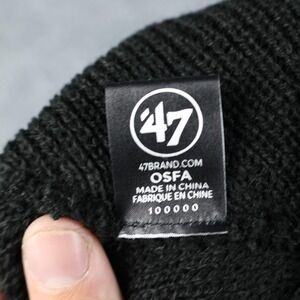 '47
47BRAND.COM
OSFA
MADE IN CHINA
FABRIQUE EN CHINE
100000